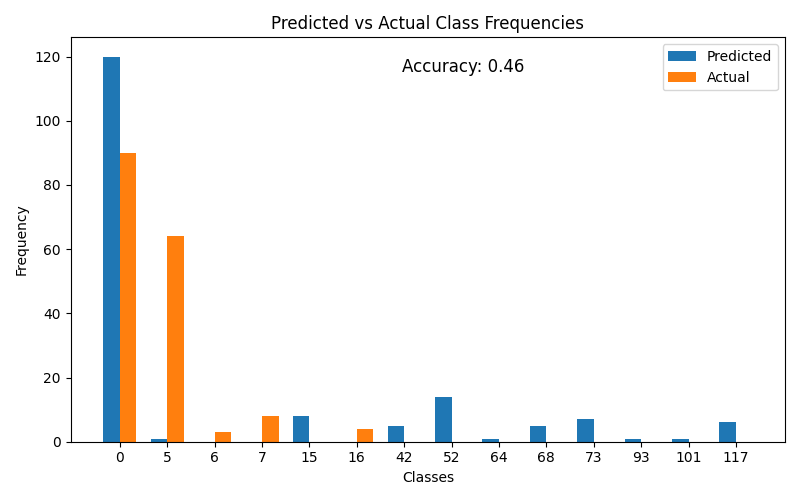 Predicted vs Actual Class Frequencies
Accuracy: 0.46
Predicted
Actual
Frequency
120
100
80
60
40
20
0
0 5 6 7 15 16 42 52 64 68 73 93 101 117
Classes